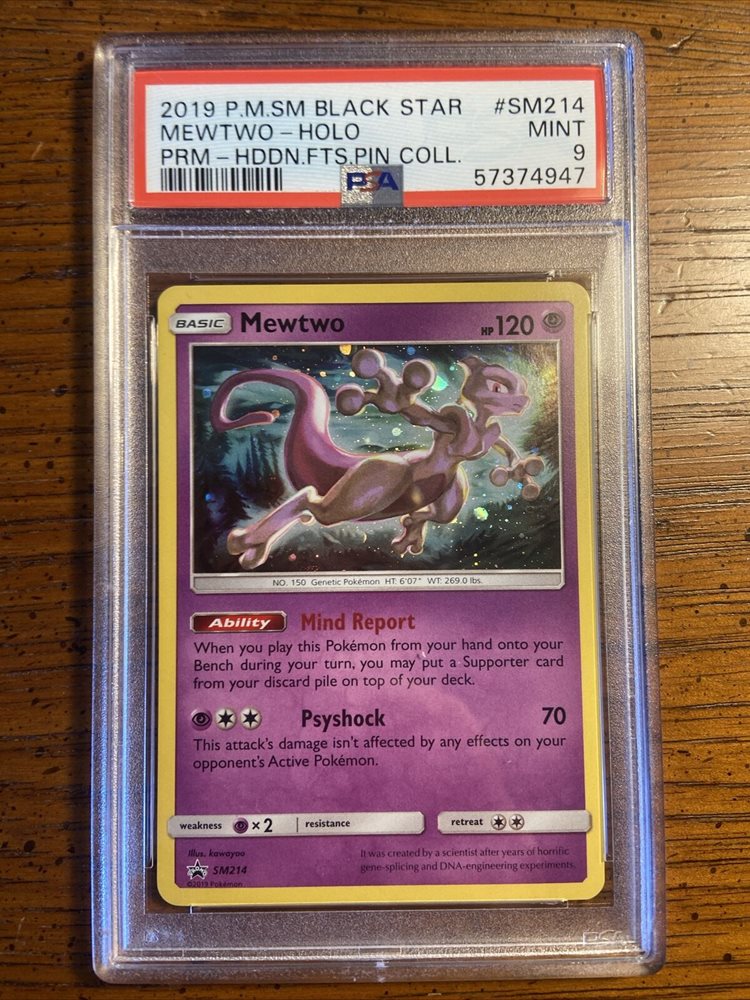 2019 P.M.SM BLACK STAR #SM214
MEWTWO - HOLO MINT
PRM - HDDN.FTS.PIN COLL. 9
PSA 57374947
BASIC Mewtwo HP 120
NO. 150 Genetic Pokémon HT: 6'07" WT: 269.0 lbs.
Ability Mind Report
When you play this Pokémon from your hand onto your
Bench during your turn, you may put a Supporter card
from your discard pile on top of your deck.
Psyshock 70
This attack's damage isn't affected by any effects on your
opponent's Active Pokémon.
weakness ×2 resistance retreat
Illus. kawayoo
It was created by a scientist after years of horrific
gene-splicing and DNA-engineering experiments.
SM214
©2019 Pokémon